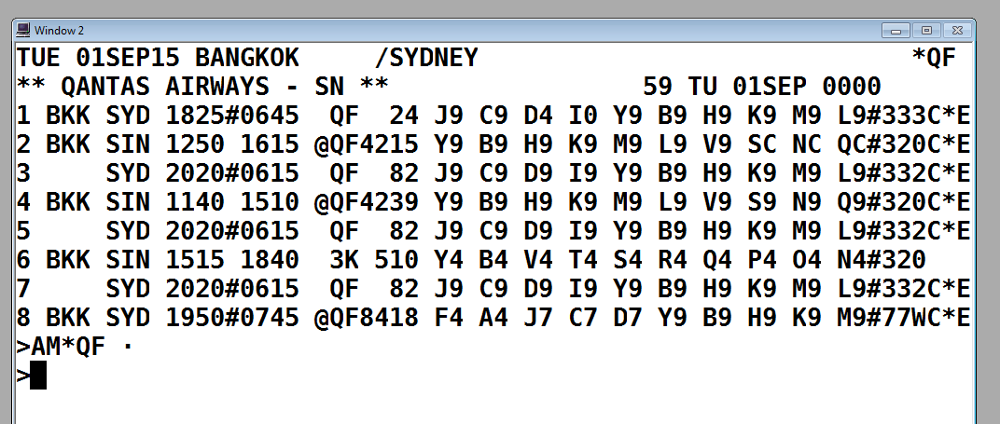 Window 2
TUE 01SEP15 BANGKOK     /SYDNEY                             *QF
** QANTAS AIRWAYS - SN **                 59 TU 01SEP 0000
1 BKK SYD 1825#0645  QF  24 J9 C9 D4 I0 Y9 B9 H9 K9 M9 L9#333C*E
2 BKK SIN 1250 1615 @QF4215 Y9 B9 H9 K9 M9 L9 V9 SC NC QC#320C*E
3     SYD 2020#0615  QF  82 J9 C9 D9 I9 Y9 B9 H9 K9 M9 L9#332C*E
4 BKK SIN 1140 1510 @QF4239 Y9 B9 H9 K9 M9 L9 V9 S9 N9 Q9#320C*E
5     SYD 2020#0615  QF  82 J9 C9 D9 I9 Y9 B9 H9 K9 M9 L9#332C*E
6 BKK SIN 1515 1840  3K 510 Y4 B4 V4 T4 S4 R4 Q4 P4 O4 N4#320
7     SYD 2020#0615  QF  82 J9 C9 D9 I9 Y9 B9 H9 K9 M9 L9#332C*E
8 BKK SYD 1950#0745 @QF8418 F4 A4 J7 C7 D7 Y9 B9 H9 K9 M9#77WC*E
>AM*QF ·
>